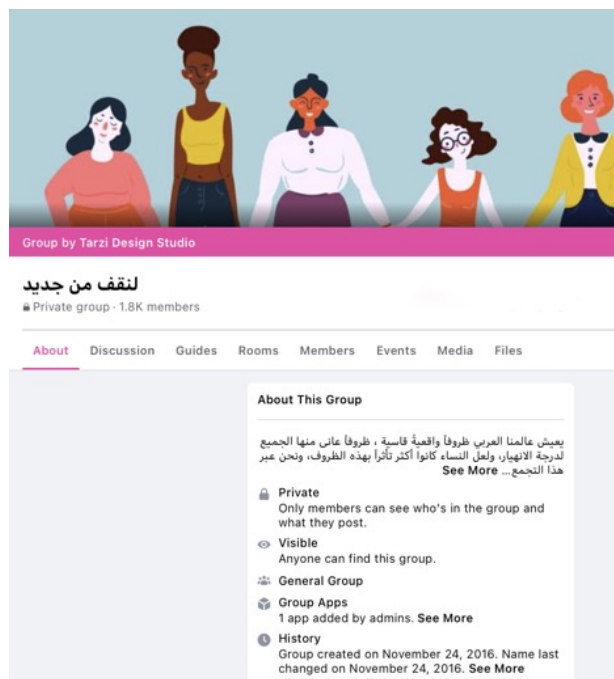 Group by Tarzi Design Studio
لنقف من جديد
Private group · 1.8K members
About Discussion Guides Rooms Members Events Media Files
About This Group
يعيش عالمنا العربي ظروفاً واقعيةً قاسية ، ظروفاً عانى منها الجميع
لدرجة الانهيار، ولعل النساء كانوا أكثر تأثراً بهذه الظروف، ونحن عبر
هذا التجمع... See More
Private
Only members can see who's in the group and
what they post.
Visible
Anyone can find this group.
General Group
Group Apps
1 app added by admins. See More
History
Group created on November 24, 2016. Name last
changed on November 24, 2016. See More